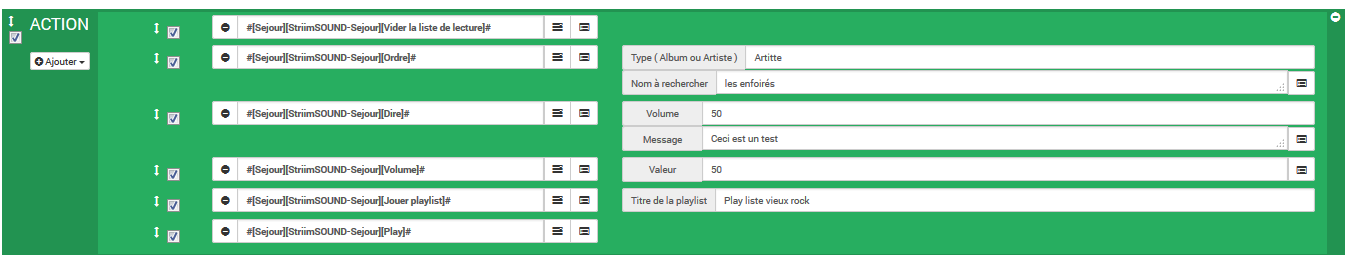 ACTION
Ajouter
#[Sejour][StriimSOUND-Sejour][Vider la liste de lecture]#
#[Sejour][StriimSOUND-Sejour][Ordre]#
Type ( Album ou Artiste ) Artitte
Nom à rechercher les enfoirés
#[Sejour][StriimSOUND-Sejour][Dire]#
Volume 50
Message Ceci est un test
#[Sejour][StriimSOUND-Sejour][Volume]#
Valeur 50
#[Sejour][StriimSOUND-Sejour][Jouer playlist]#
Titre de la playlist Play liste vieux rock
#[Sejour][StriimSOUND-Sejour][Play]#